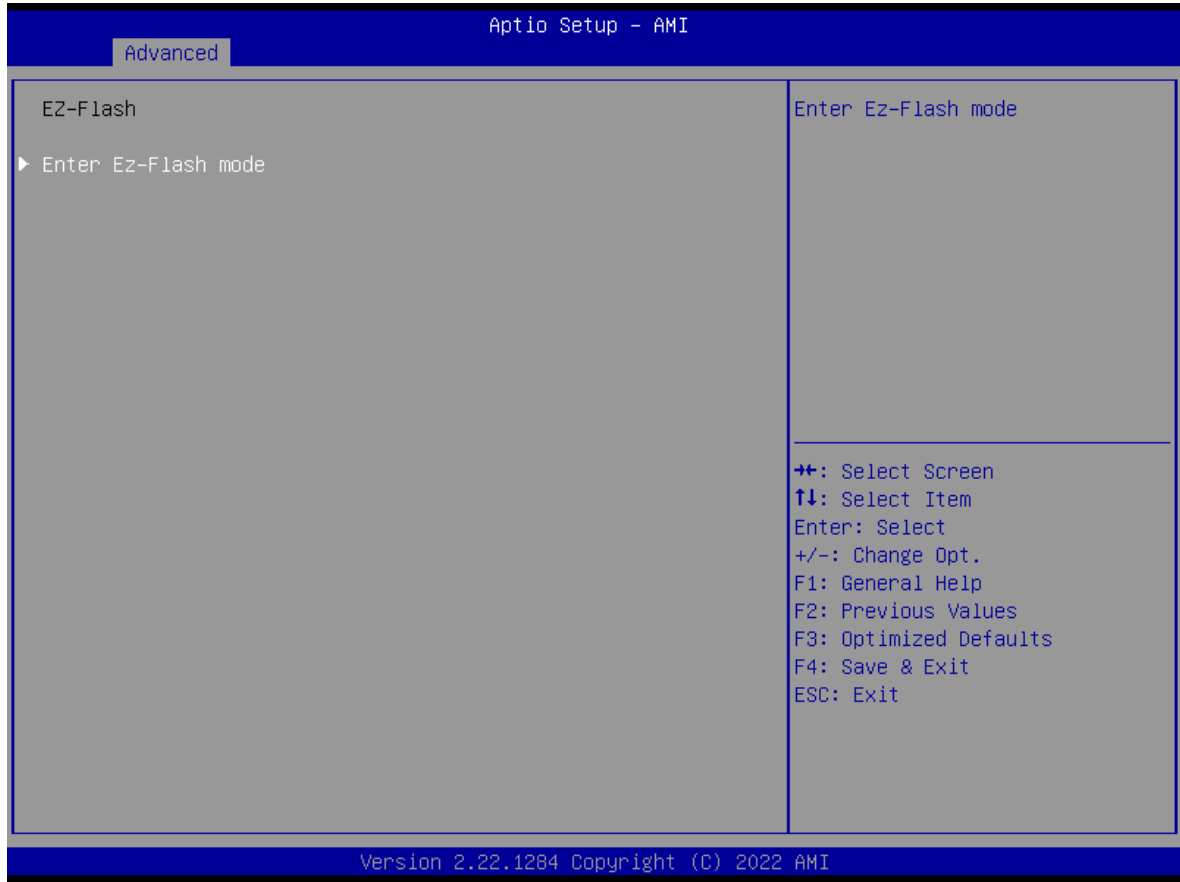 Aptio Setup – AMI
Advanced
EZ–Flash
▶ Enter Ez–Flash mode
Enter Ez–Flash mode
→←: Select Screen
↑↓: Select Item
Enter: Select
+/–: Change Opt.
F1: General Help
F2: Previous Values
F3: Optimized Defaults
F4: Save & Exit
ESC: Exit
Version 2.22.1284 Copyright (C) 2022 AMI